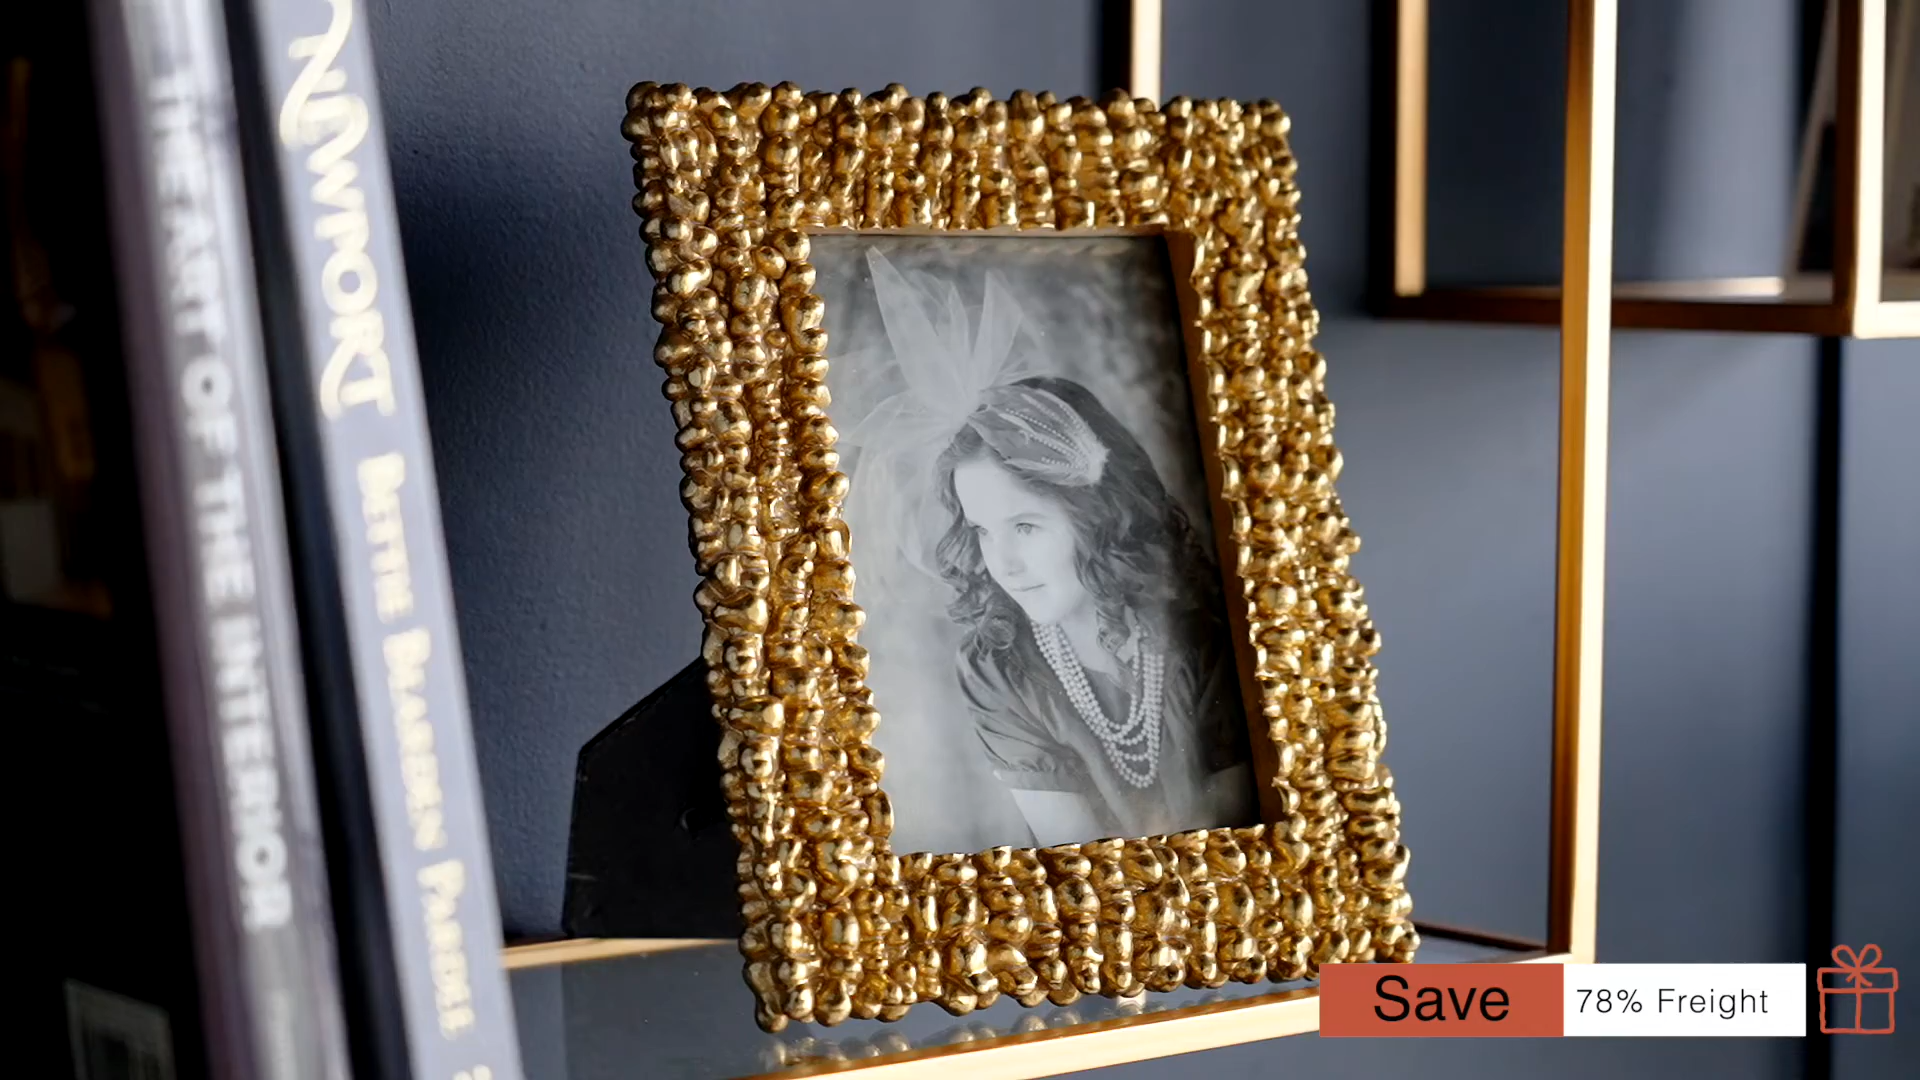 THE ART OF THE INTERIOR
NEWPORT
Save
78% Freight